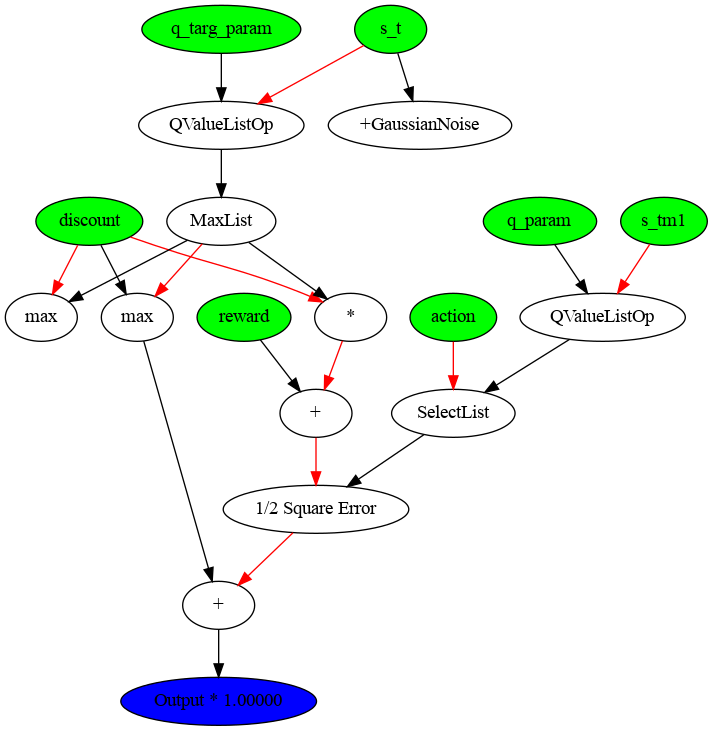 q_targ_param
s_t
QValueListOp
+GaussianNoise
discount
MaxList
q_param
s_tm1
max
max
reward
*
action
QValueListOp
+
SelectList
1/2 Square Error
+
Output * 1.00000